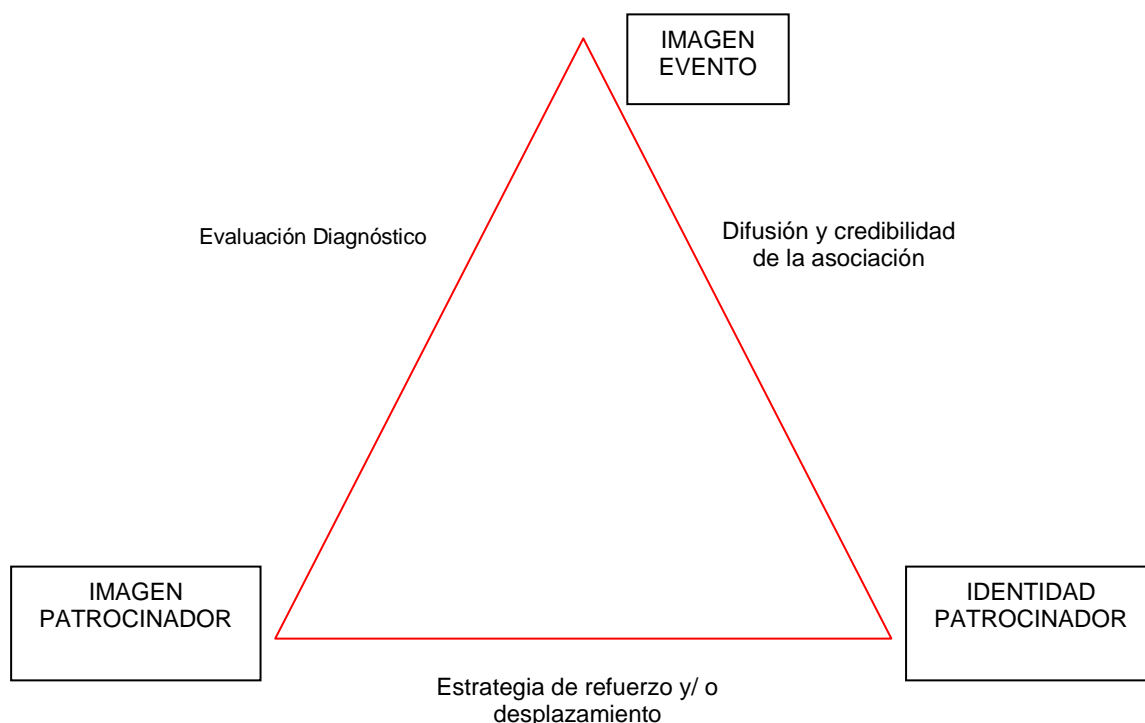 IMAGEN
EVENTO
Evaluación Diagnóstico
Difusión y credibilidad
de la asociación
IMAGEN
PATROCINADOR
IDENTIDAD
PATROCINADOR
Estrategia de refuerzo y/ o
desplazamiento